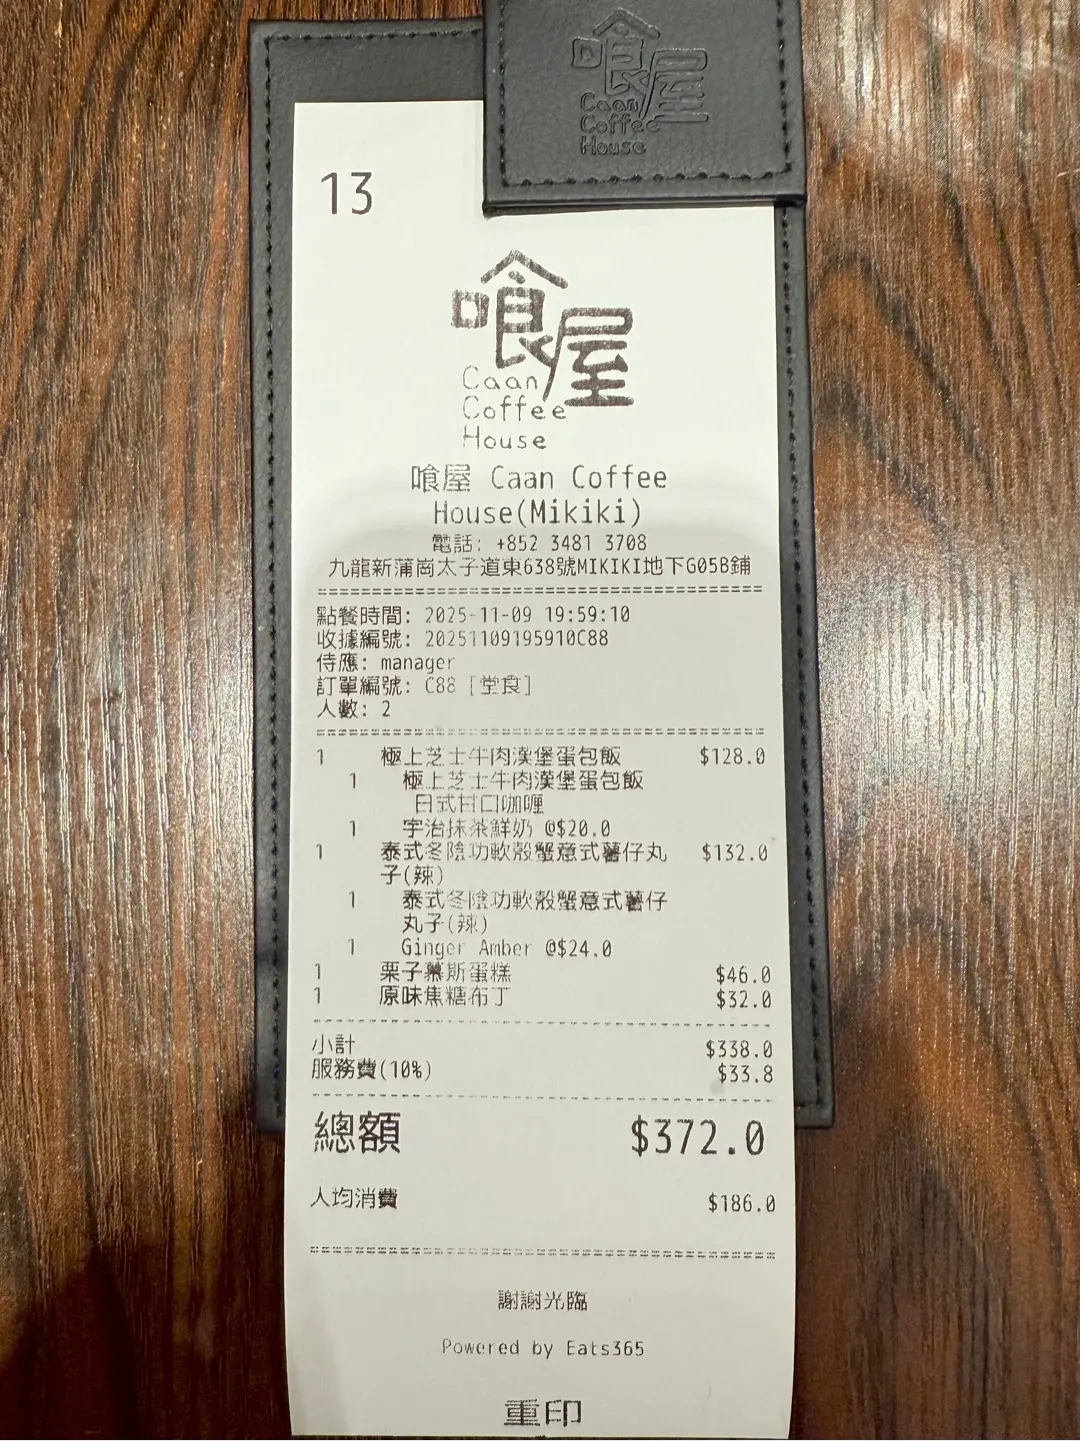 喰屋
Caan
Coffee
House
13
喰屋
Caan
Coffee
House
喰屋 Caan Coffee
House(Mikiki)
電話: +852 3481 3708
九龍新蒲崗太子道東638號MIKIKI地下G05B鋪
點餐時間: 2025-11-09 19:59:10
收據編號: 20251109195910C88
侍應: manager
訂單編號: C88 [堂食]
人數: 2
1 極上芝士牛肉漢堡蛋包飯 $128.0
1 極上芝士牛肉漢堡蛋包飯
日式甘口咖喱
1 宇治抹茶鮮奶 @$20.0
1 泰式冬陰功軟殼蟹意式薯仔丸 $132.0
子(辣)
1 泰式冬陰功軟殼蟹意式薯仔
丸子(辣)
1 Ginger Amber @$24.0
1 栗子慕斯蛋糕 $46.0
1 原味焦糖布丁 $32.0
小計 $338.0
服務費(10%) $33.8
總額 $372.0
人均消費 $186.0
謝謝光臨
Powered by Eats365
重印